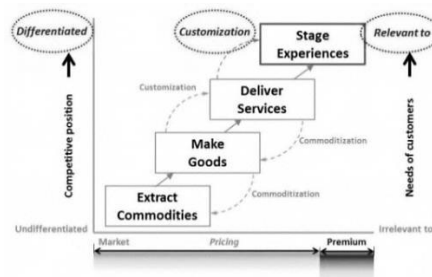 Differentiated
Customization
Stage
Experiences
Relevant to
Customization
Deliver
Services
Commoditization
Make
Goods
Commoditization
Extract
Commodities
Competitive position
Needs of customers
Undifferentiated
Irrelevant to
Market
Pricing
Premium